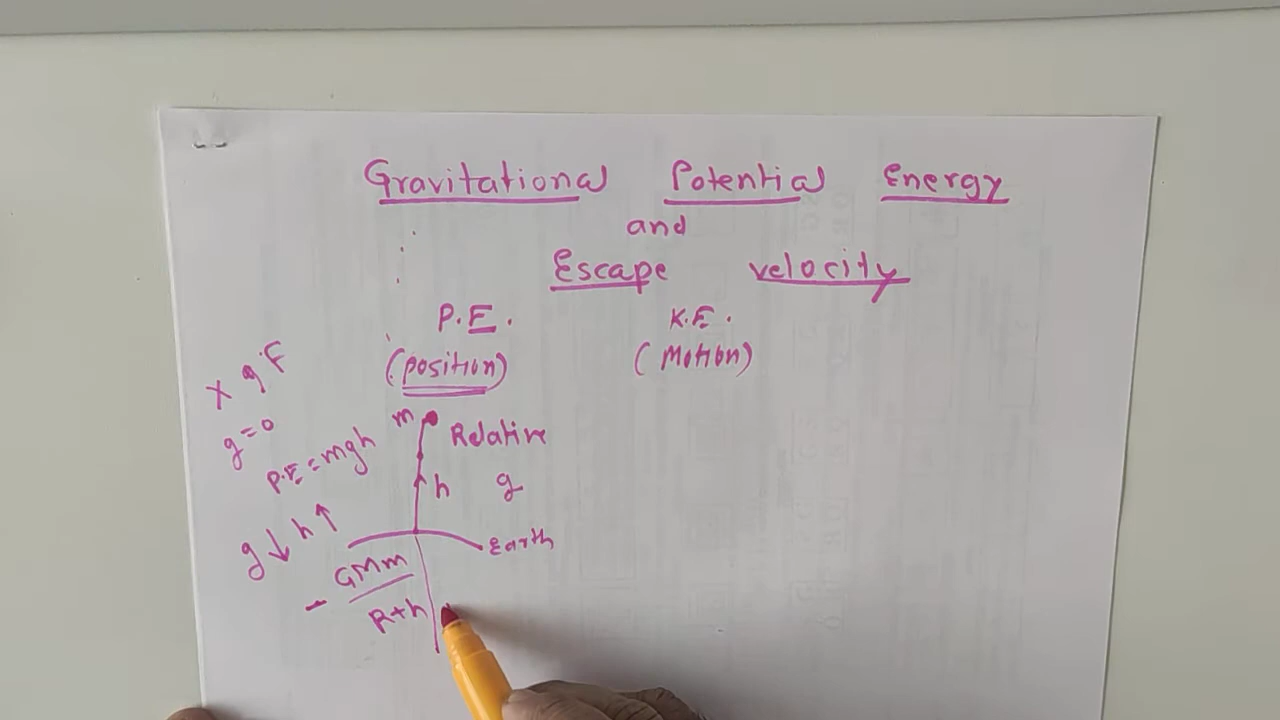 Gravitational Potential Energy
and
Escape velocity
P.E. K.E.
(position) (Motion)
x g.F
g=0
P.E=mgh
g↓ h↑
m Relative
h g
Earth
- GMm
R+h